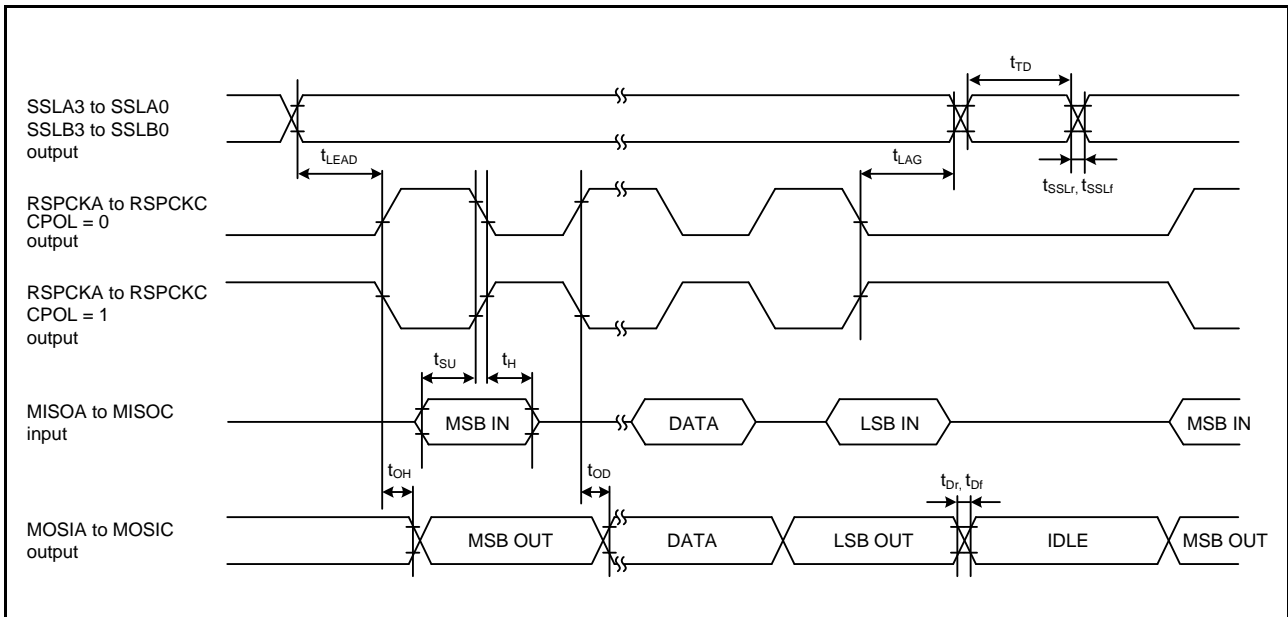 tTD
SSLA3 to SSLA0
SSLB3 to SSLB0
output
tLEAD
tLAG
tSSLr, tSSLf
RSPCKA to RSPCKC
CPOL = 0
output
RSPCKA to RSPCKC
CPOL = 1
output
tSU
tH
MISOA to MISOC
input
MSB IN
DATA
LSB IN
MSB IN
tOH
tOD
tDr, tDf
MOSIA to MOSIC
output
MSB OUT
DATA
LSB OUT
IDLE
MSB OUT